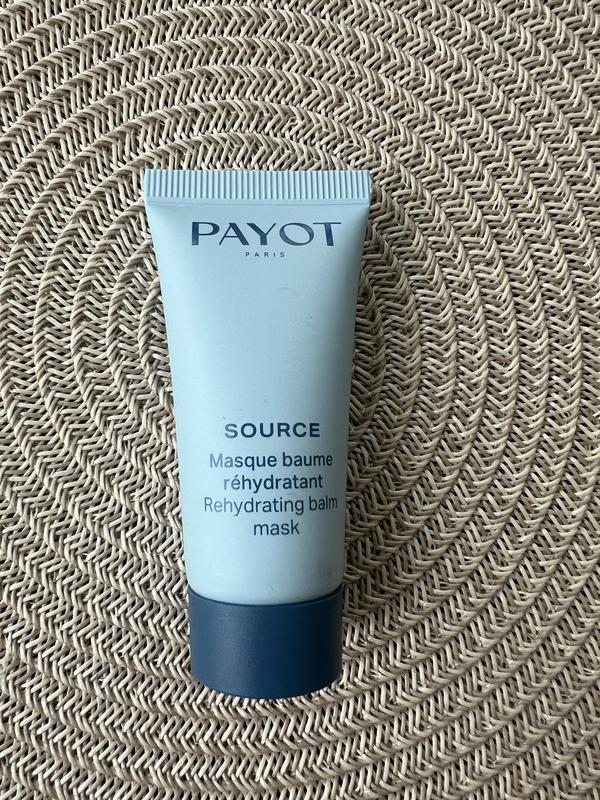 PAYOT
PARIS
SOURCE
Masque baume
réhydratant
Rehydrating balm
mask